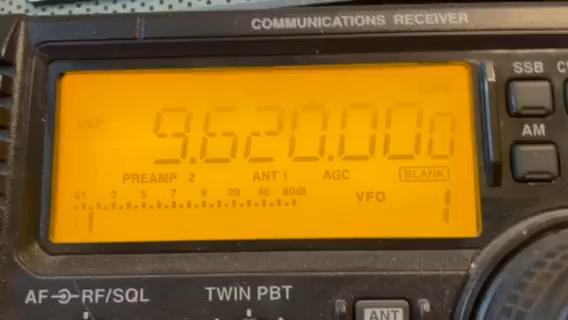 COMMUNICATIONS RECEIVER
SSB
DSP
9.620.000
AM
PREAMP 2 ANT 1 AGC BLANK
S1 3 5 7 9 20 40 60dB
VFO
1
AF RF/SQL TWIN PBT
ANT